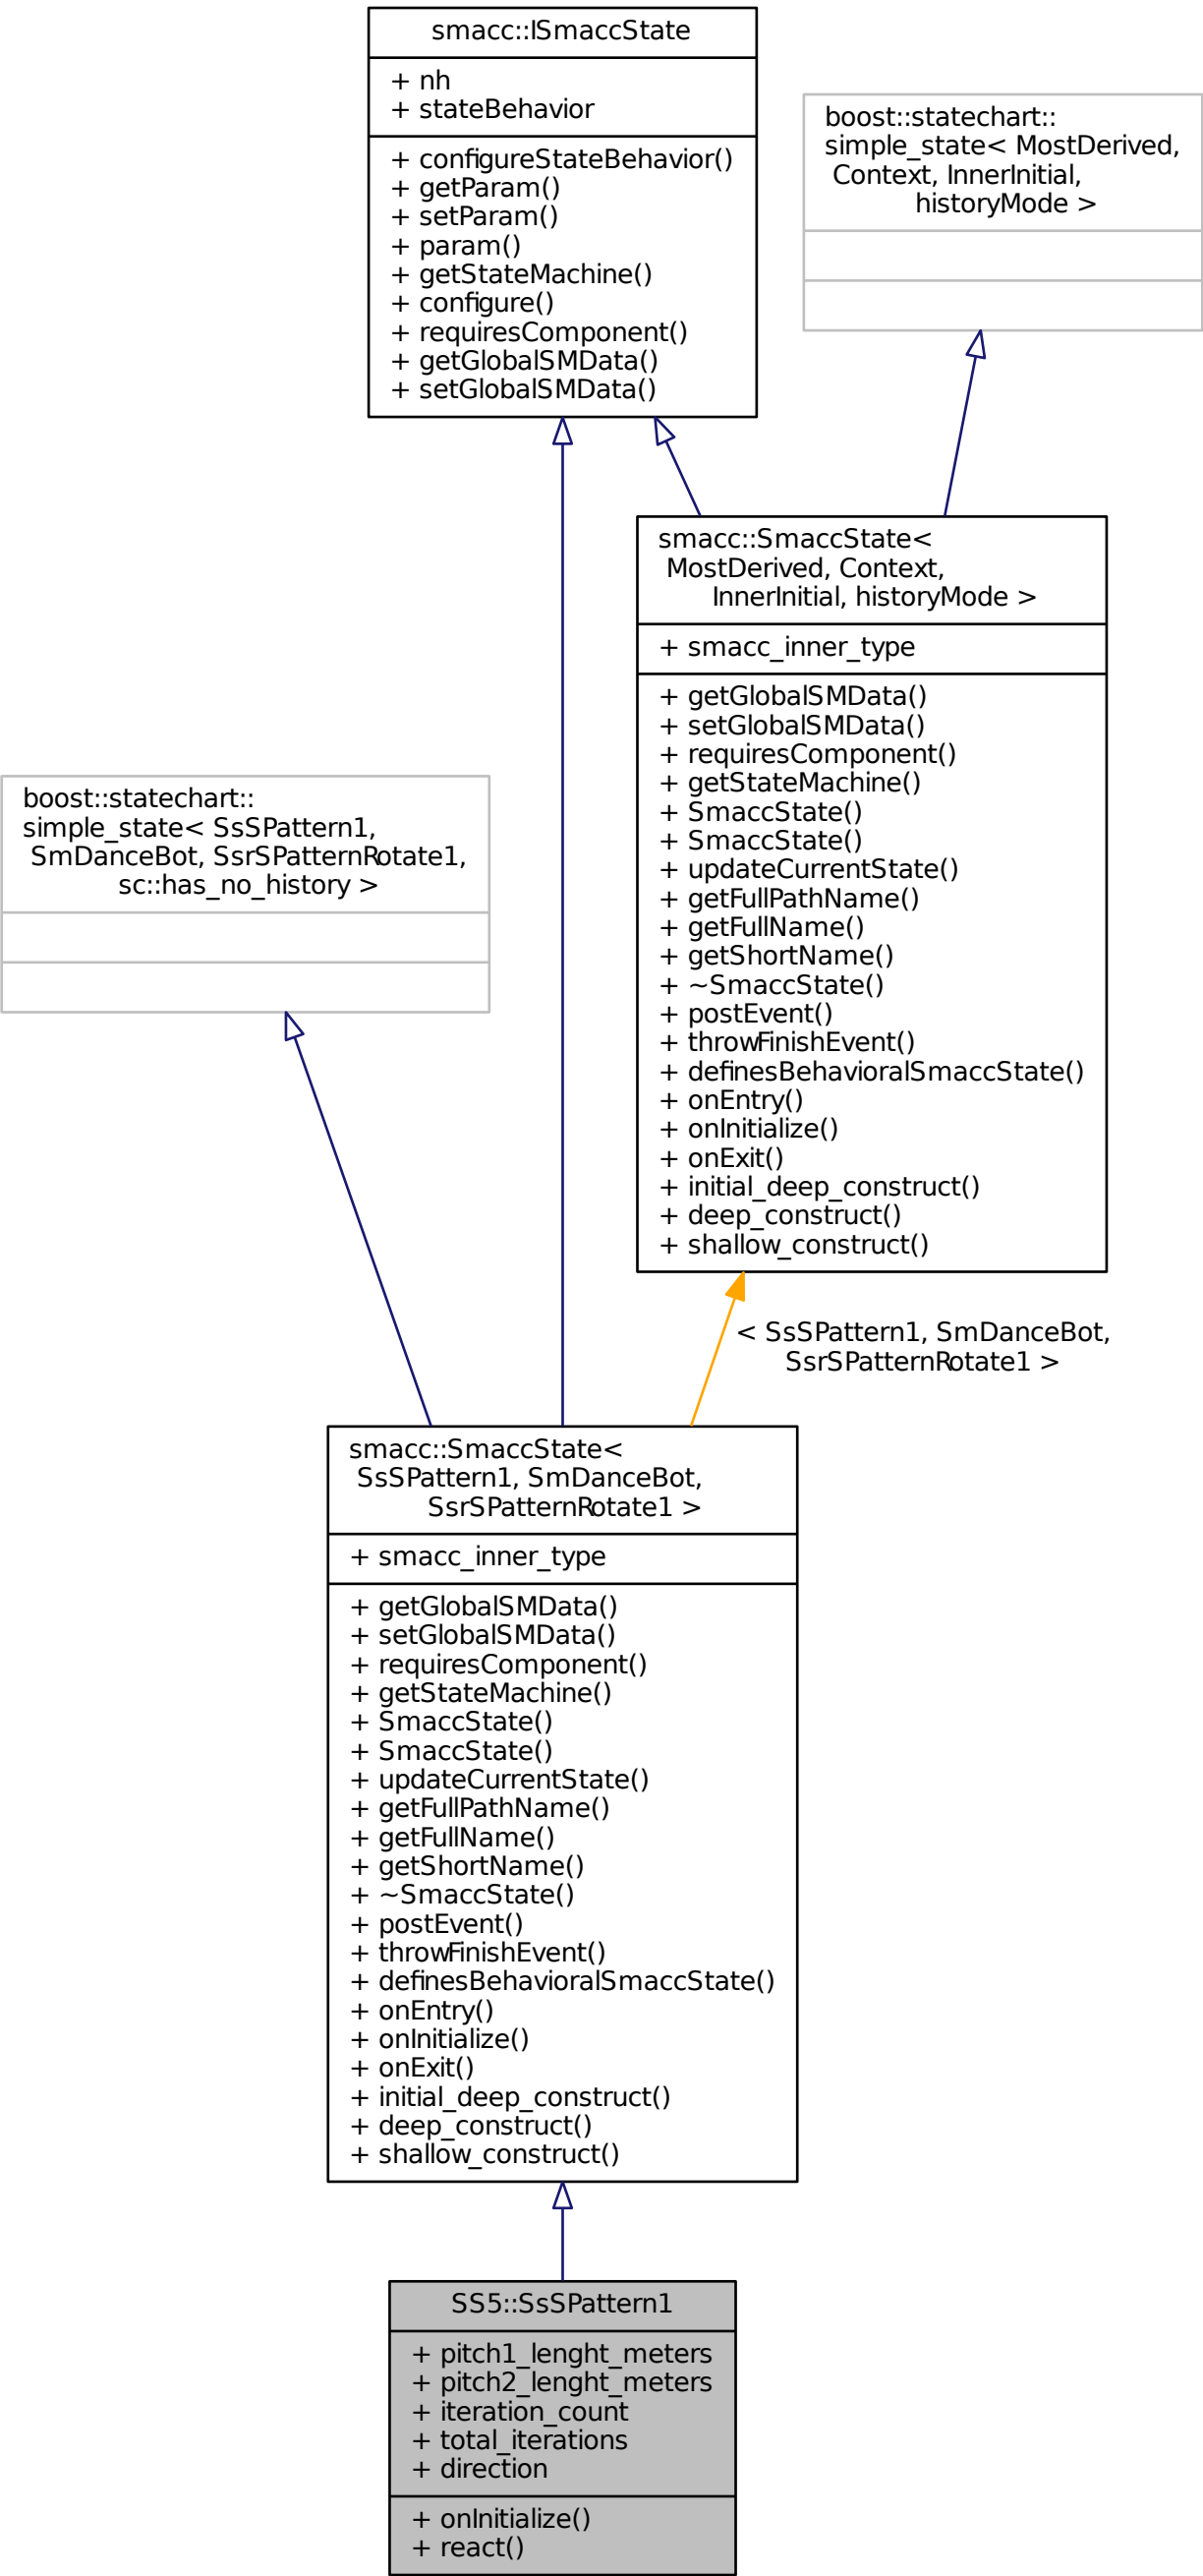 smacc::ISmaccState
+ nh
+ stateBehavior
+ configureStateBehavior()
+ getParam()
+ setParam()
+ param()
+ getStateMachine()
+ configure()
+ requiresComponent()
+ getGlobalSMData()
+ setGlobalSMData()
boost::statechart::
simple_state< MostDerived,
Context, InnerInitial,
historyMode >
smacc::SmaccState<
MostDerived, Context,
InnerInitial, historyMode >
+ smacc_inner_type
+ getGlobalSMData()
+ setGlobalSMData()
+ requiresComponent()
+ getStateMachine()
+ SmaccState()
+ SmaccState()
+ updateCurrentState()
+ getFullPathName()
+ getFullName()
+ getShortName()
+ ~SmaccState()
+ postEvent()
+ throwFinishEvent()
+ definesBehavioralSmaccState()
+ onEntry()
+ onInitialize()
+ onExit()
+ initial_deep_construct()
+ deep_construct()
+ shallow_construct()
boost::statechart::
simple_state< SsSPattern1,
SmDanceBot, SsrSPatternRotate1,
sc::has_no_history >
< SsSPattern1, SmDanceBot,
SsrSPatternRotate1 >
smacc::SmaccState<
SsSPattern1, SmDanceBot,
SsrSPatternRotate1 >
+ smacc_inner_type
+ getGlobalSMData()
+ setGlobalSMData()
+ requiresComponent()
+ getStateMachine()
+ SmaccState()
+ SmaccState()
+ updateCurrentState()
+ getFullPathName()
+ getFullName()
+ getShortName()
+ ~SmaccState()
+ postEvent()
+ throwFinishEvent()
+ definesBehavioralSmaccState()
+ onEntry()
+ onInitialize()
+ onExit()
+ initial_deep_construct()
+ deep_construct()
+ shallow_construct()
SS5::SsSPattern1
+ pitch1_lenght_meters
+ pitch2_lenght_meters
+ iteration_count
+ total_iterations
+ direction
+ onInitialize()
+ react()